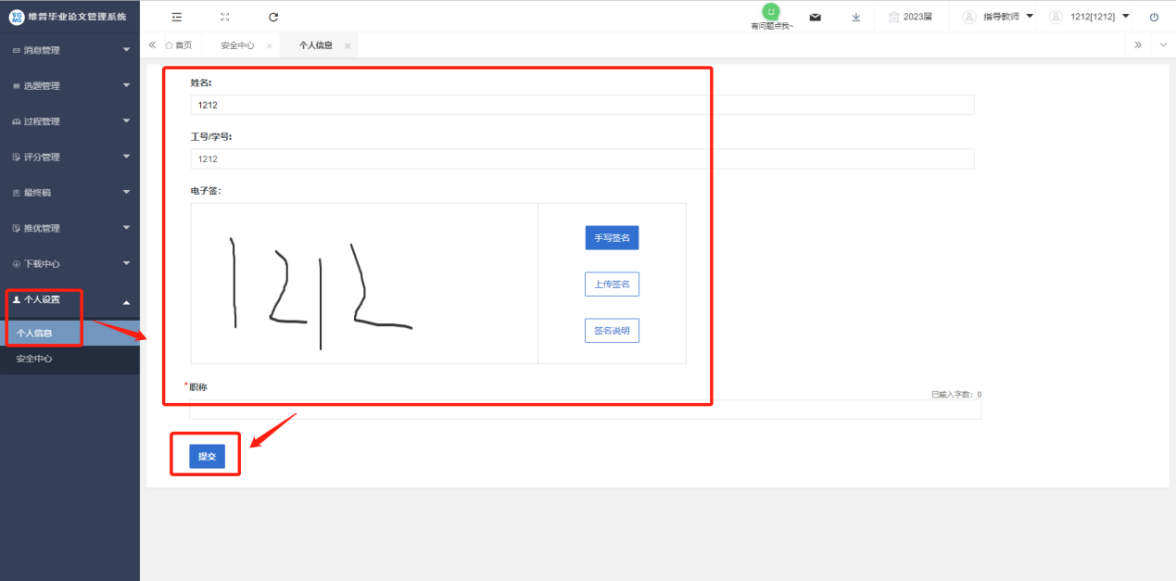 维普毕业论文管理系统
有问题点我~
2023届
指导教师
1212[1212]
首页
安全中心
个人信息
消息管理
选题管理
过程管理
评分管理
最终稿
推优管理
下载中心
个人设置
个人信息
安全中心
姓名:
1212
工号/学号:
1212
电子签:
1212
手写签名
上传签名
签名说明
*职称
已输入字数: 0
提交